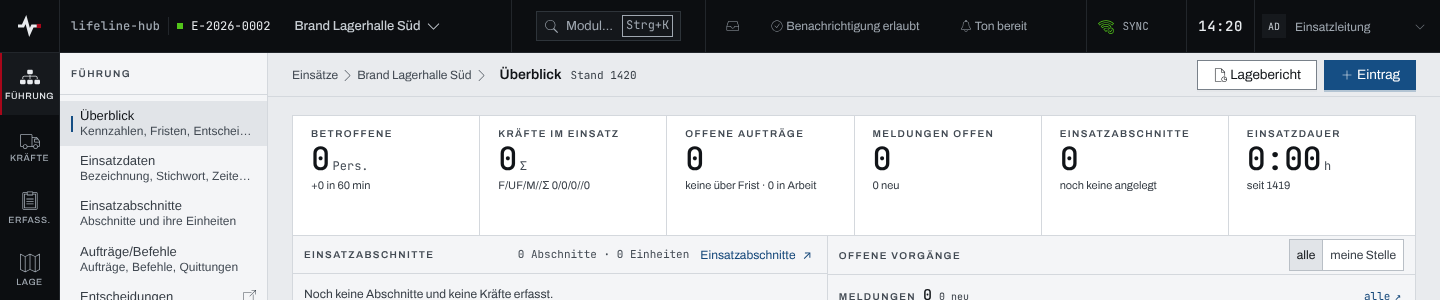 lifeline-hub E-2026-0002 Brand Lagerhalle Süd Modul… Strg+K Benachrichtigung erlaubt Ton bereit SYNC 14:20 AD Einsatzleitung
FÜHRUNG
KRÄFTE
ERFASS.
LAGE
FÜHRUNG
Überblick
Kennzahlen, Fristen, Entschei…
Einsatzdaten
Bezeichnung, Stichwort, Zeite…
Einsatzabschnitte
Abschnitte und ihre Einheiten
Aufträge/Befehle
Aufträge, Befehle, Quittungen
Entscheidungen
Einsätze Brand Lagerhalle Süd Überblick Stand 1420 Lagebericht + Eintrag
BETROFFENE
0 Pers.
+0 in 60 min
KRÄFTE IM EINSATZ
0 Σ
F/UF/M//Σ 0/0/0//0
OFFENE AUFTRÄGE
0
keine über Frist · 0 in Arbeit
MELDUNGEN OFFEN
0
0 neu
EINSATZABSCHNITTE
0
noch keine angelegt
EINSATZDAUER
0:00 h
seit 1419
EINSATZABSCHNITTE 0 Abschnitte · 0 Einheiten Einsatzabschnitte ↗
Noch keine Abschnitte und keine Kräfte erfasst.
OFFENE VORGÄNGE alle meine Stelle
MELDUNGEN 0 0 neu alle ↗